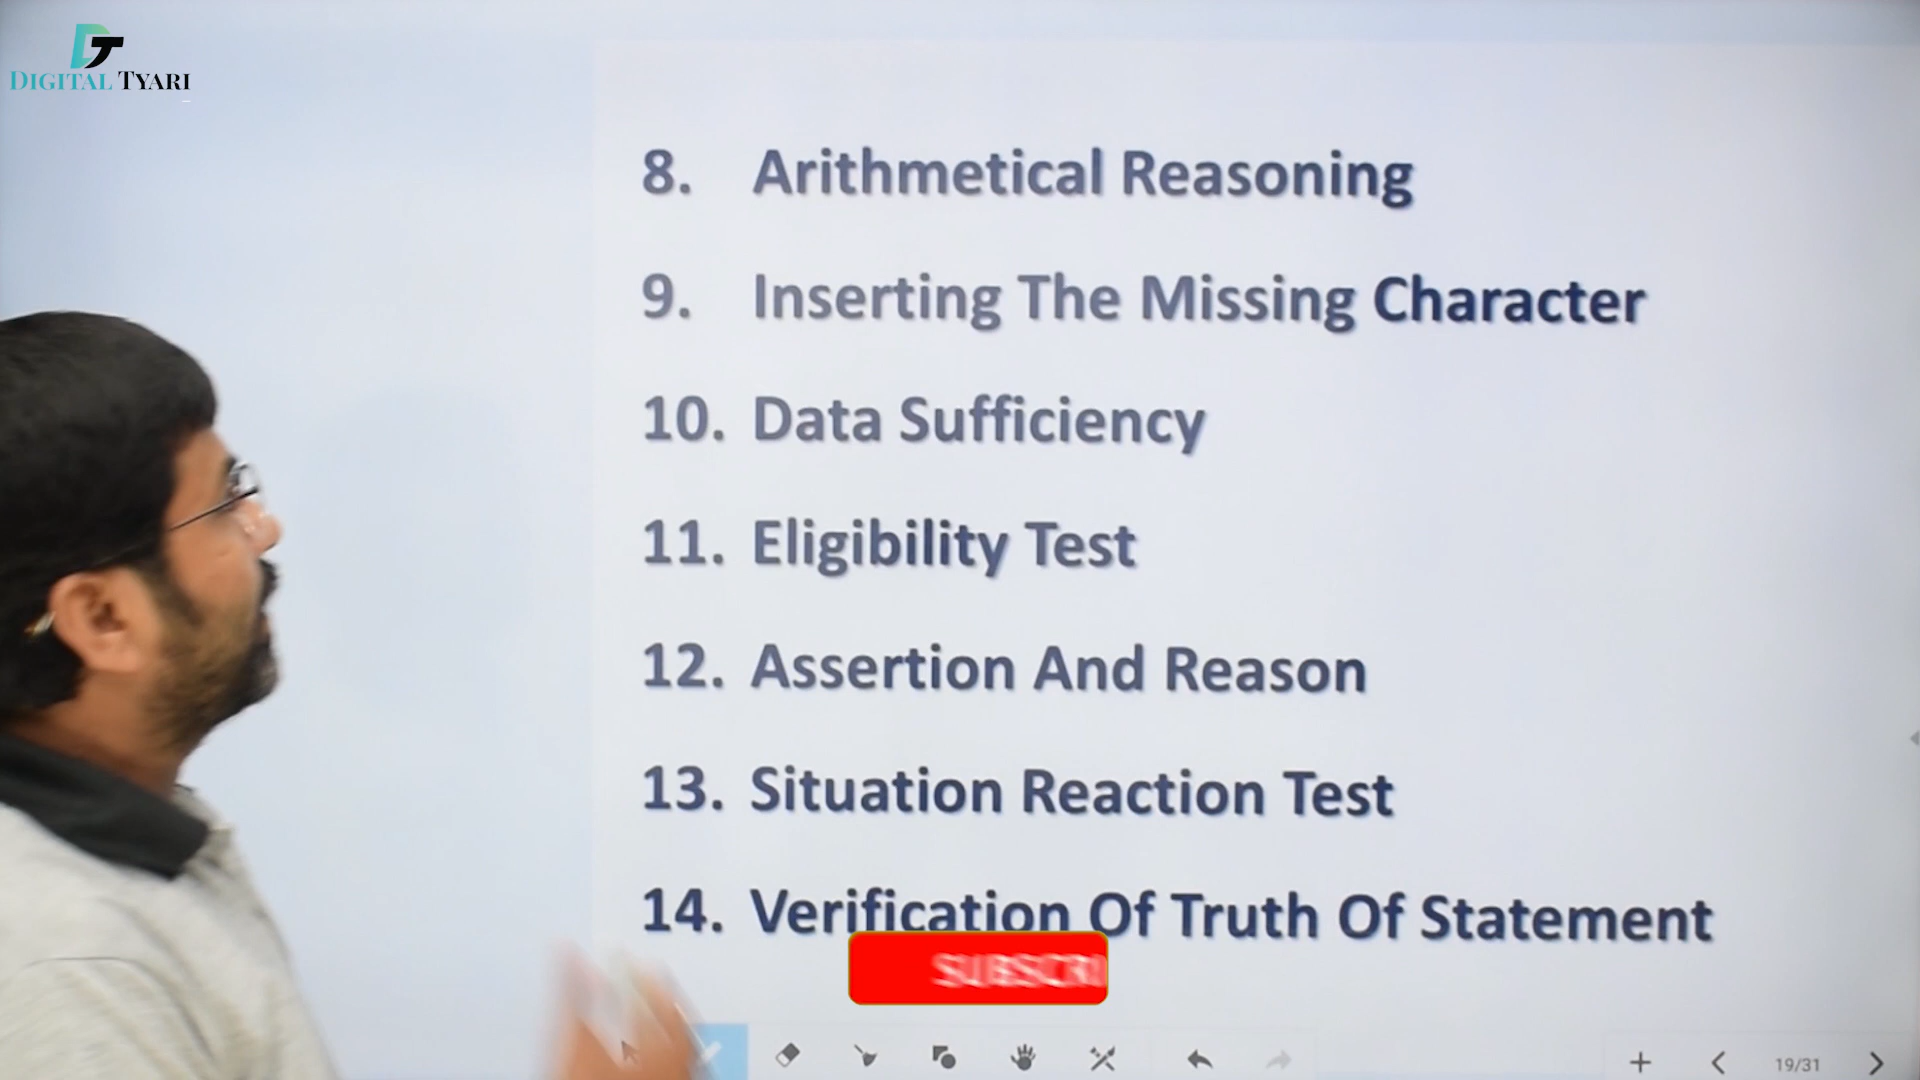 DIGITAL TYARI
8. Arithmetical Reasoning
9. Inserting The Missing Character
10. Data Sufficiency
11. Eligibility Test
12. Assertion And Reason
13. Situation Reaction Test
14. Verification Of Truth Of Statement
SUBSCRI
19/31